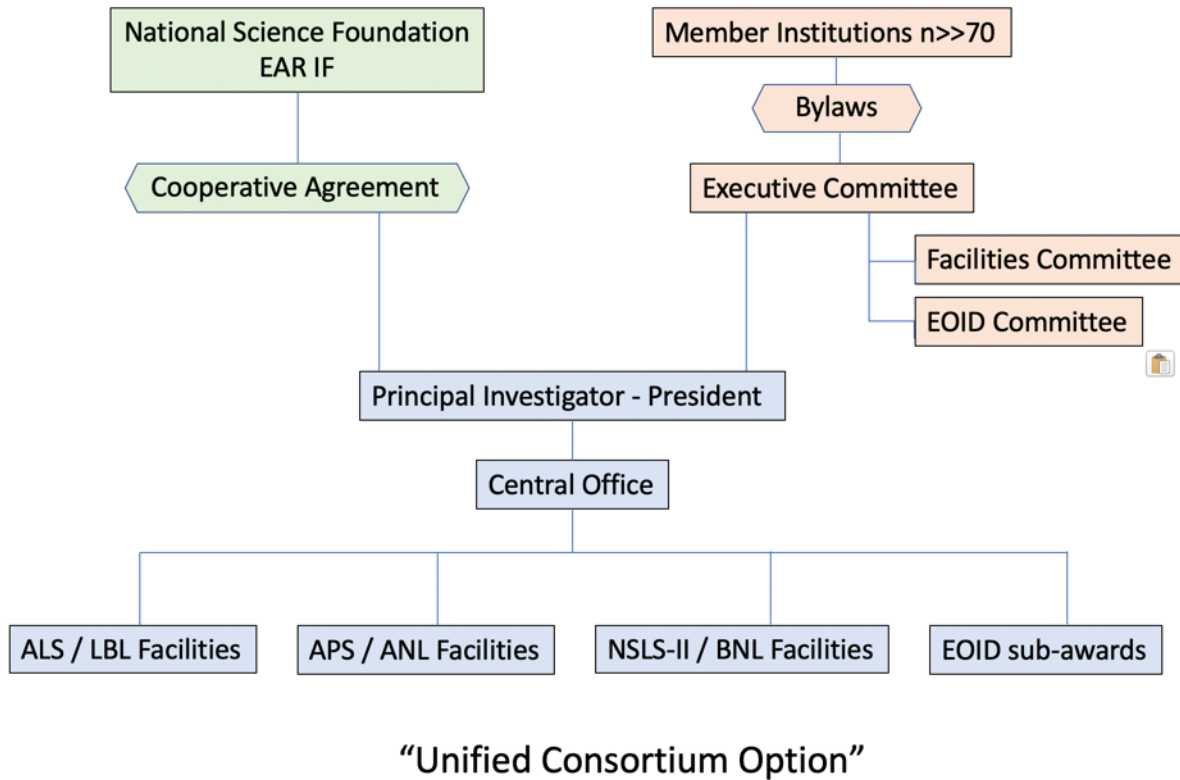 National Science Foundation
EAR IF
Member Institutions n>>70
Bylaws
Cooperative Agreement
Executive Committee
Facilities Committee
EOID Committee
Principal Investigator - President
Central Office
ALS / LBL Facilities
APS / ANL Facilities
NSLS-II / BNL Facilities
EOID sub-awards
“Unified Consortium Option”